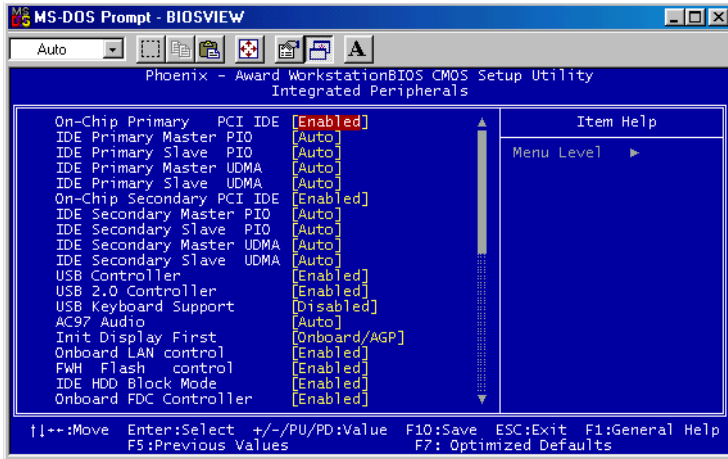 MS-DOS Prompt - BIOSVIEW
Auto
A
Phoenix - Award WorkstationBIOS CMOS Setup Utility
Integrated Peripherals
On-Chip Primary PCI IDE [Enabled]
IDE Primary Master PIO [Auto]
IDE Primary Slave PIO [Auto]
IDE Primary Master UDMA [Auto]
IDE Primary Slave UDMA [Auto]
On-Chip Secondary PCI IDE [Enabled]
IDE Secondary Master PIO [Auto]
IDE Secondary Slave PIO [Auto]
IDE Secondary Master UDMA [Auto]
IDE Secondary Slave UDMA [Auto]
USB Controller [Enabled]
USB 2.0 Controller [Enabled]
USB Keyboard Support [Disabled]
AC97 Audio [Auto]
Init Display First [Onboard/AGP]
Onboard LAN control [Enabled]
FWH Flash control [Enabled]
IDE HDD Block Mode [Enabled]
Onboard FDC Controller [Enabled]
Item Help
Menu Level ►
↑↓←→:Move Enter:Select +/-/PU/PD:Value F10:Save ESC:Exit F1:General Help
F5:Previous Values F7: Optimized Defaults